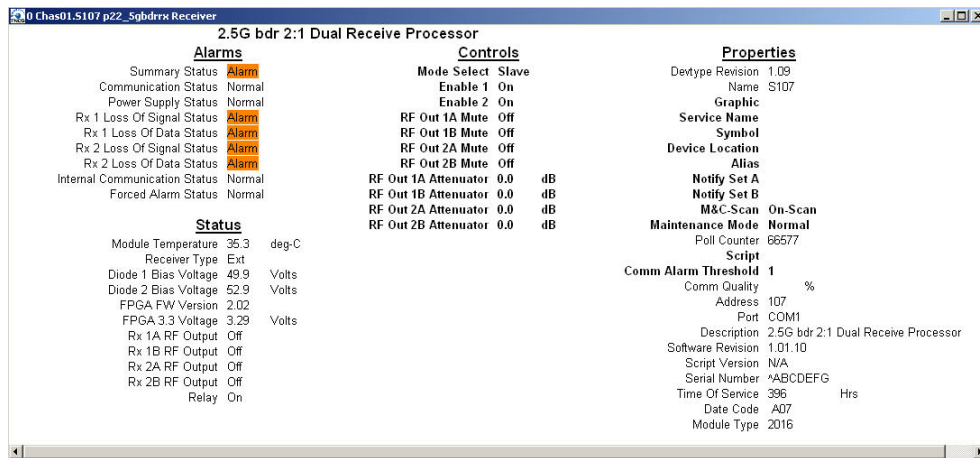 0 Chas01.S107 p22_5gbdrrx Receiver
2.5G bdr 2:1 Dual Receive Processor
Alarms
Summary Status Alarm
Communication Status Normal
Power Supply Status Normal
Rx 1 Loss Of Signal Status Alarm
Rx 1 Loss Of Data Status Alarm
Rx 2 Loss Of Signal Status Alarm
Rx 2 Loss Of Data Status Alarm
Internal Communication Status Normal
Forced Alarm Status Normal
Status
Module Temperature 35.3 deg-C
Receiver Type Ext
Diode 1 Bias Voltage 49.9 Volts
Diode 2 Bias Voltage 52.9 Volts
FPGA FW Version 2.02
FPGA 3.3 Voltage 3.29 Volts
Rx 1A RF Output Off
Rx 1B RF Output Off
Rx 2A RF Output Off
Rx 2B RF Output Off
Relay On
Controls
Mode Select Slave
Enable 1 On
Enable 2 On
RF Out 1A Mute Off
RF Out 1B Mute Off
RF Out 2A Mute Off
RF Out 2B Mute Off
RF Out 1A Attenuator 0.0 dB
RF Out 1B Attenuator 0.0 dB
RF Out 2A Attenuator 0.0 dB
RF Out 2B Attenuator 0.0 dB
Properties
Devtype Revision 1.09
Name S107
Graphic
Service Name
Symbol
Device Location
Alias
Notify Set A
Notify Set B
M&C-Scan On-Scan
Maintenance Mode Normal
Poll Counter 66577
Script
Comm Alarm Threshold 1
Comm Quality %
Address 107
Port COM1
Description 2.5G bdr 2:1 Dual Receive Processor
Software Revision 1.01.10
Script Version N/A
Serial Number ^ABCDEFG
Time Of Service 396 Hrs
Date Code A07
Module Type 2016